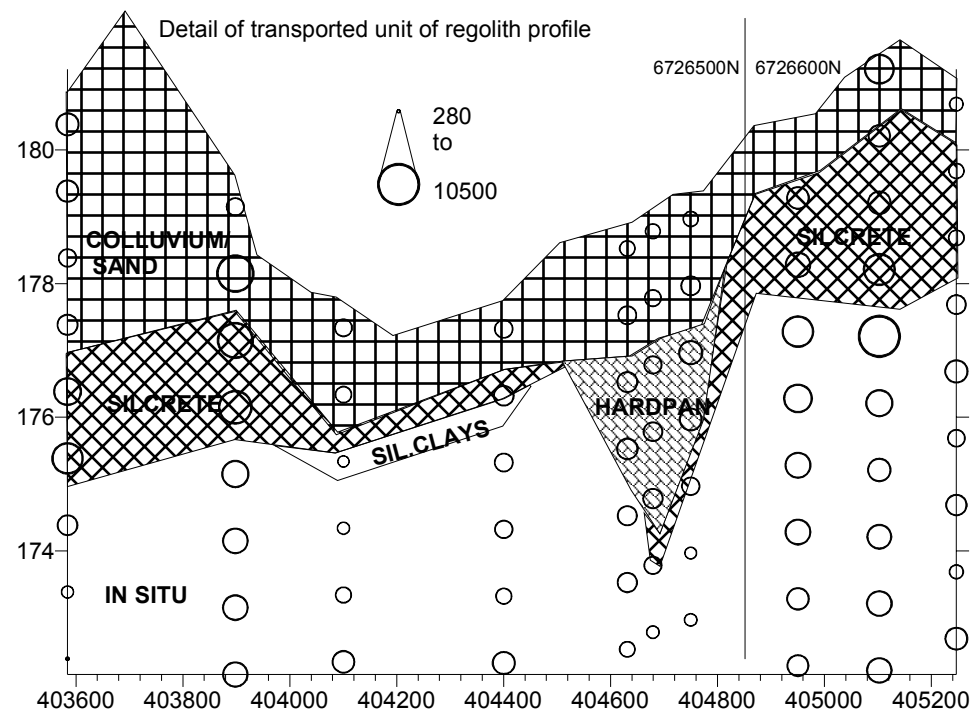 Detail of transported unit of regolith profile
6726500N
6726600N
280
to
10500
180
178
176
174
COLLUVIUM/
SAND
SILCRETE
SILCRETE
HARDPAN
SIL.CLAYS
IN SITU
403600 403800 404000 404200 404400 404600 404800 405000 405200